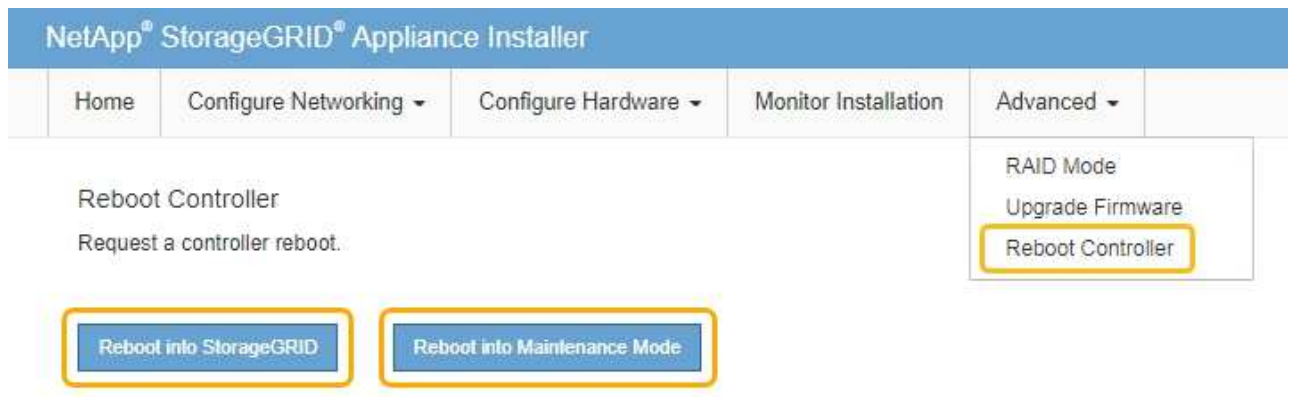 NetApp® StorageGRID® Appliance Installer
Home Configure Networking Configure Hardware Monitor Installation Advanced
RAID Mode
Upgrade Firmware
Reboot Controller
Reboot Controller
Request a controller reboot.
Reboot into StorageGRID Reboot into Maintenance Mode